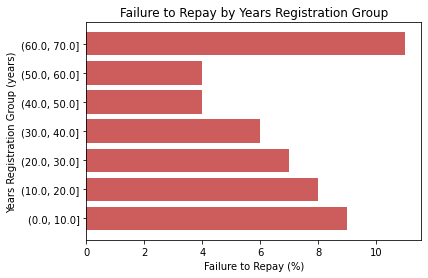 Failure to Repay by Years Registration Group
Years Registration Group (years)
(60.0, 70.0]
(50.0, 60.0]
(40.0, 50.0]
(30.0, 40.0]
(20.0, 30.0]
(10.0, 20.0]
(0.0, 10.0]
0 2 4 6 8 10
Failure to Repay (%)